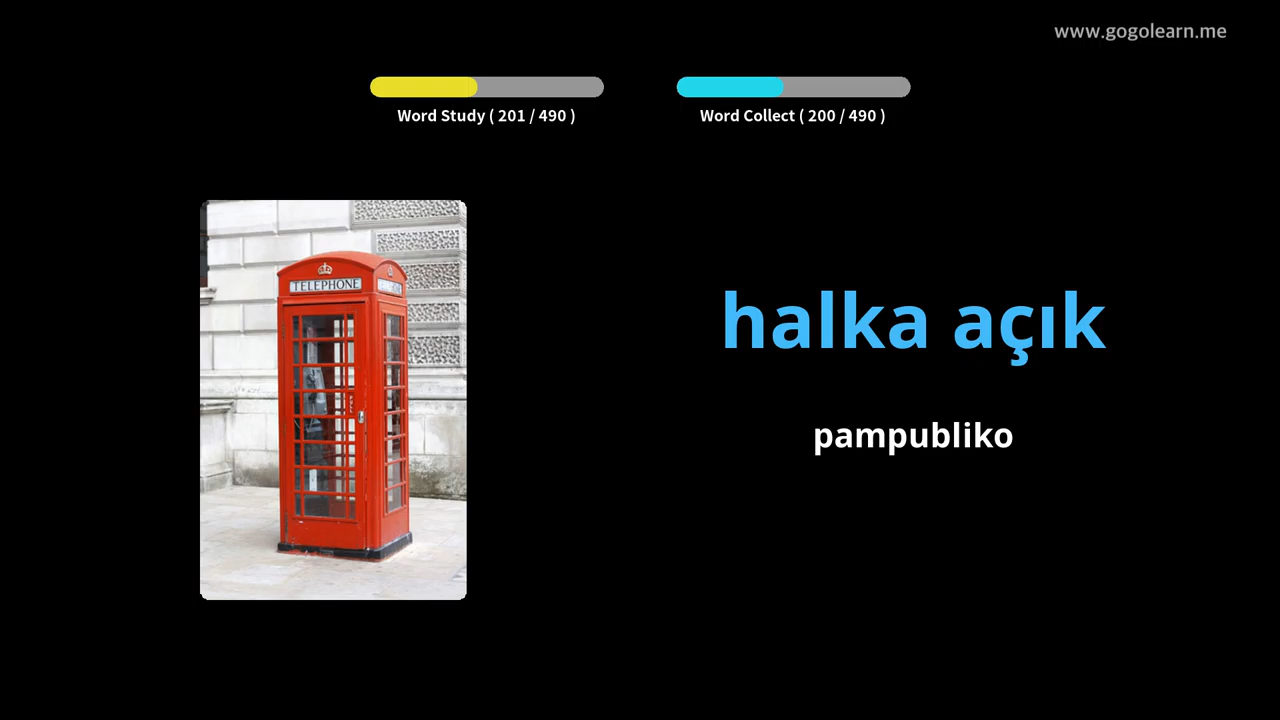 www.gogolearn.me
Word Study ( 201 / 490 )
Word Collect ( 200 / 490 )
TELEPHONE
halka açık
pampubliko